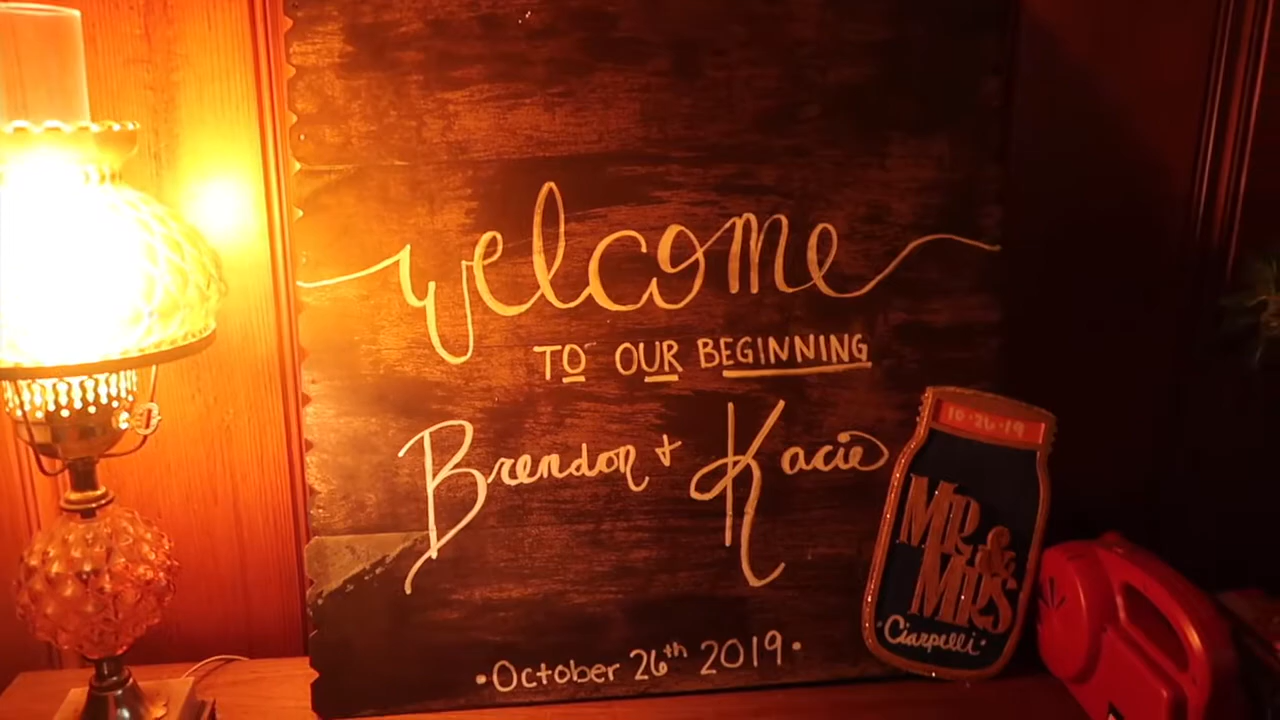 welcome
TO OUR BEGINNING
Brendon + Kacie
•October 26th 2019•
10•26•19
MR
&
MRS
•Ciarpelli•